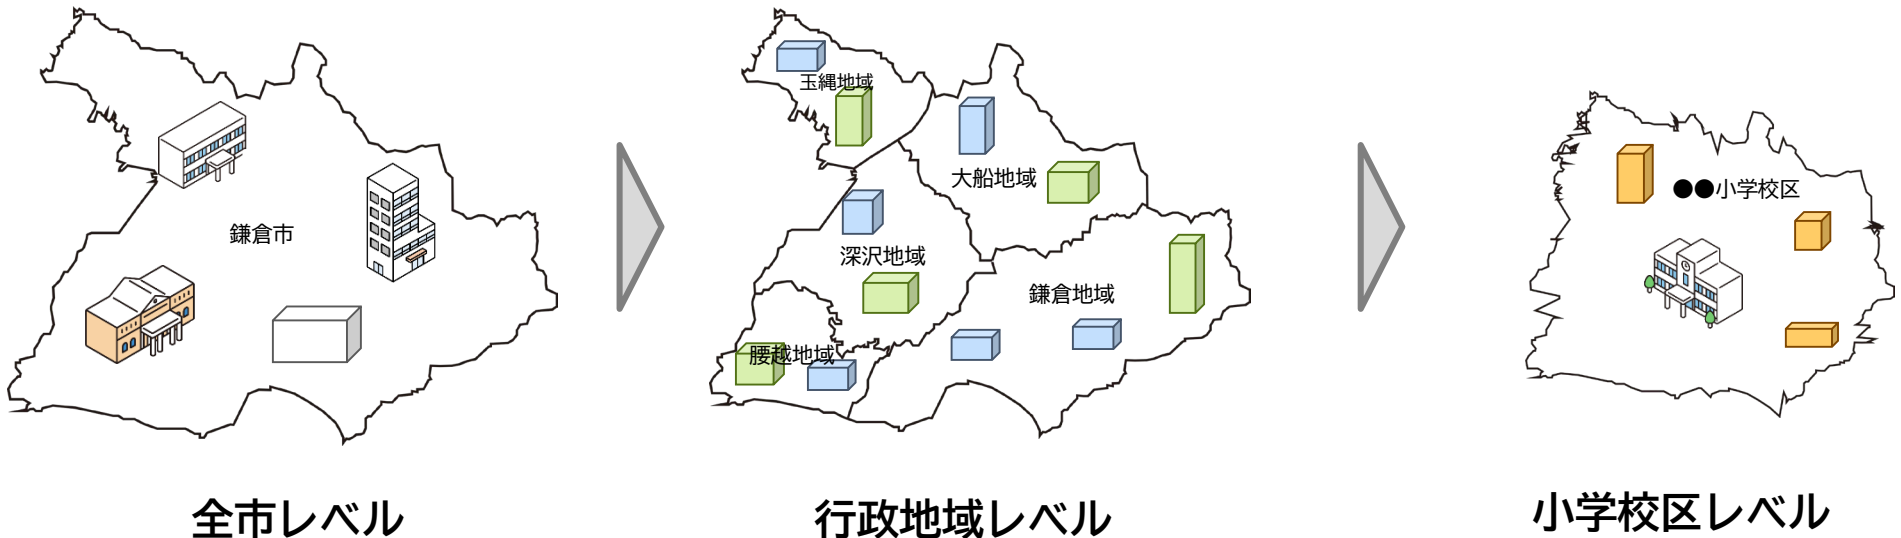 鎌倉市
玉縄地域
大船地域
深沢地域
鎌倉地域
腰越地域
●●小学校区
全市レベル
行政地域レベル
小学校区レベル